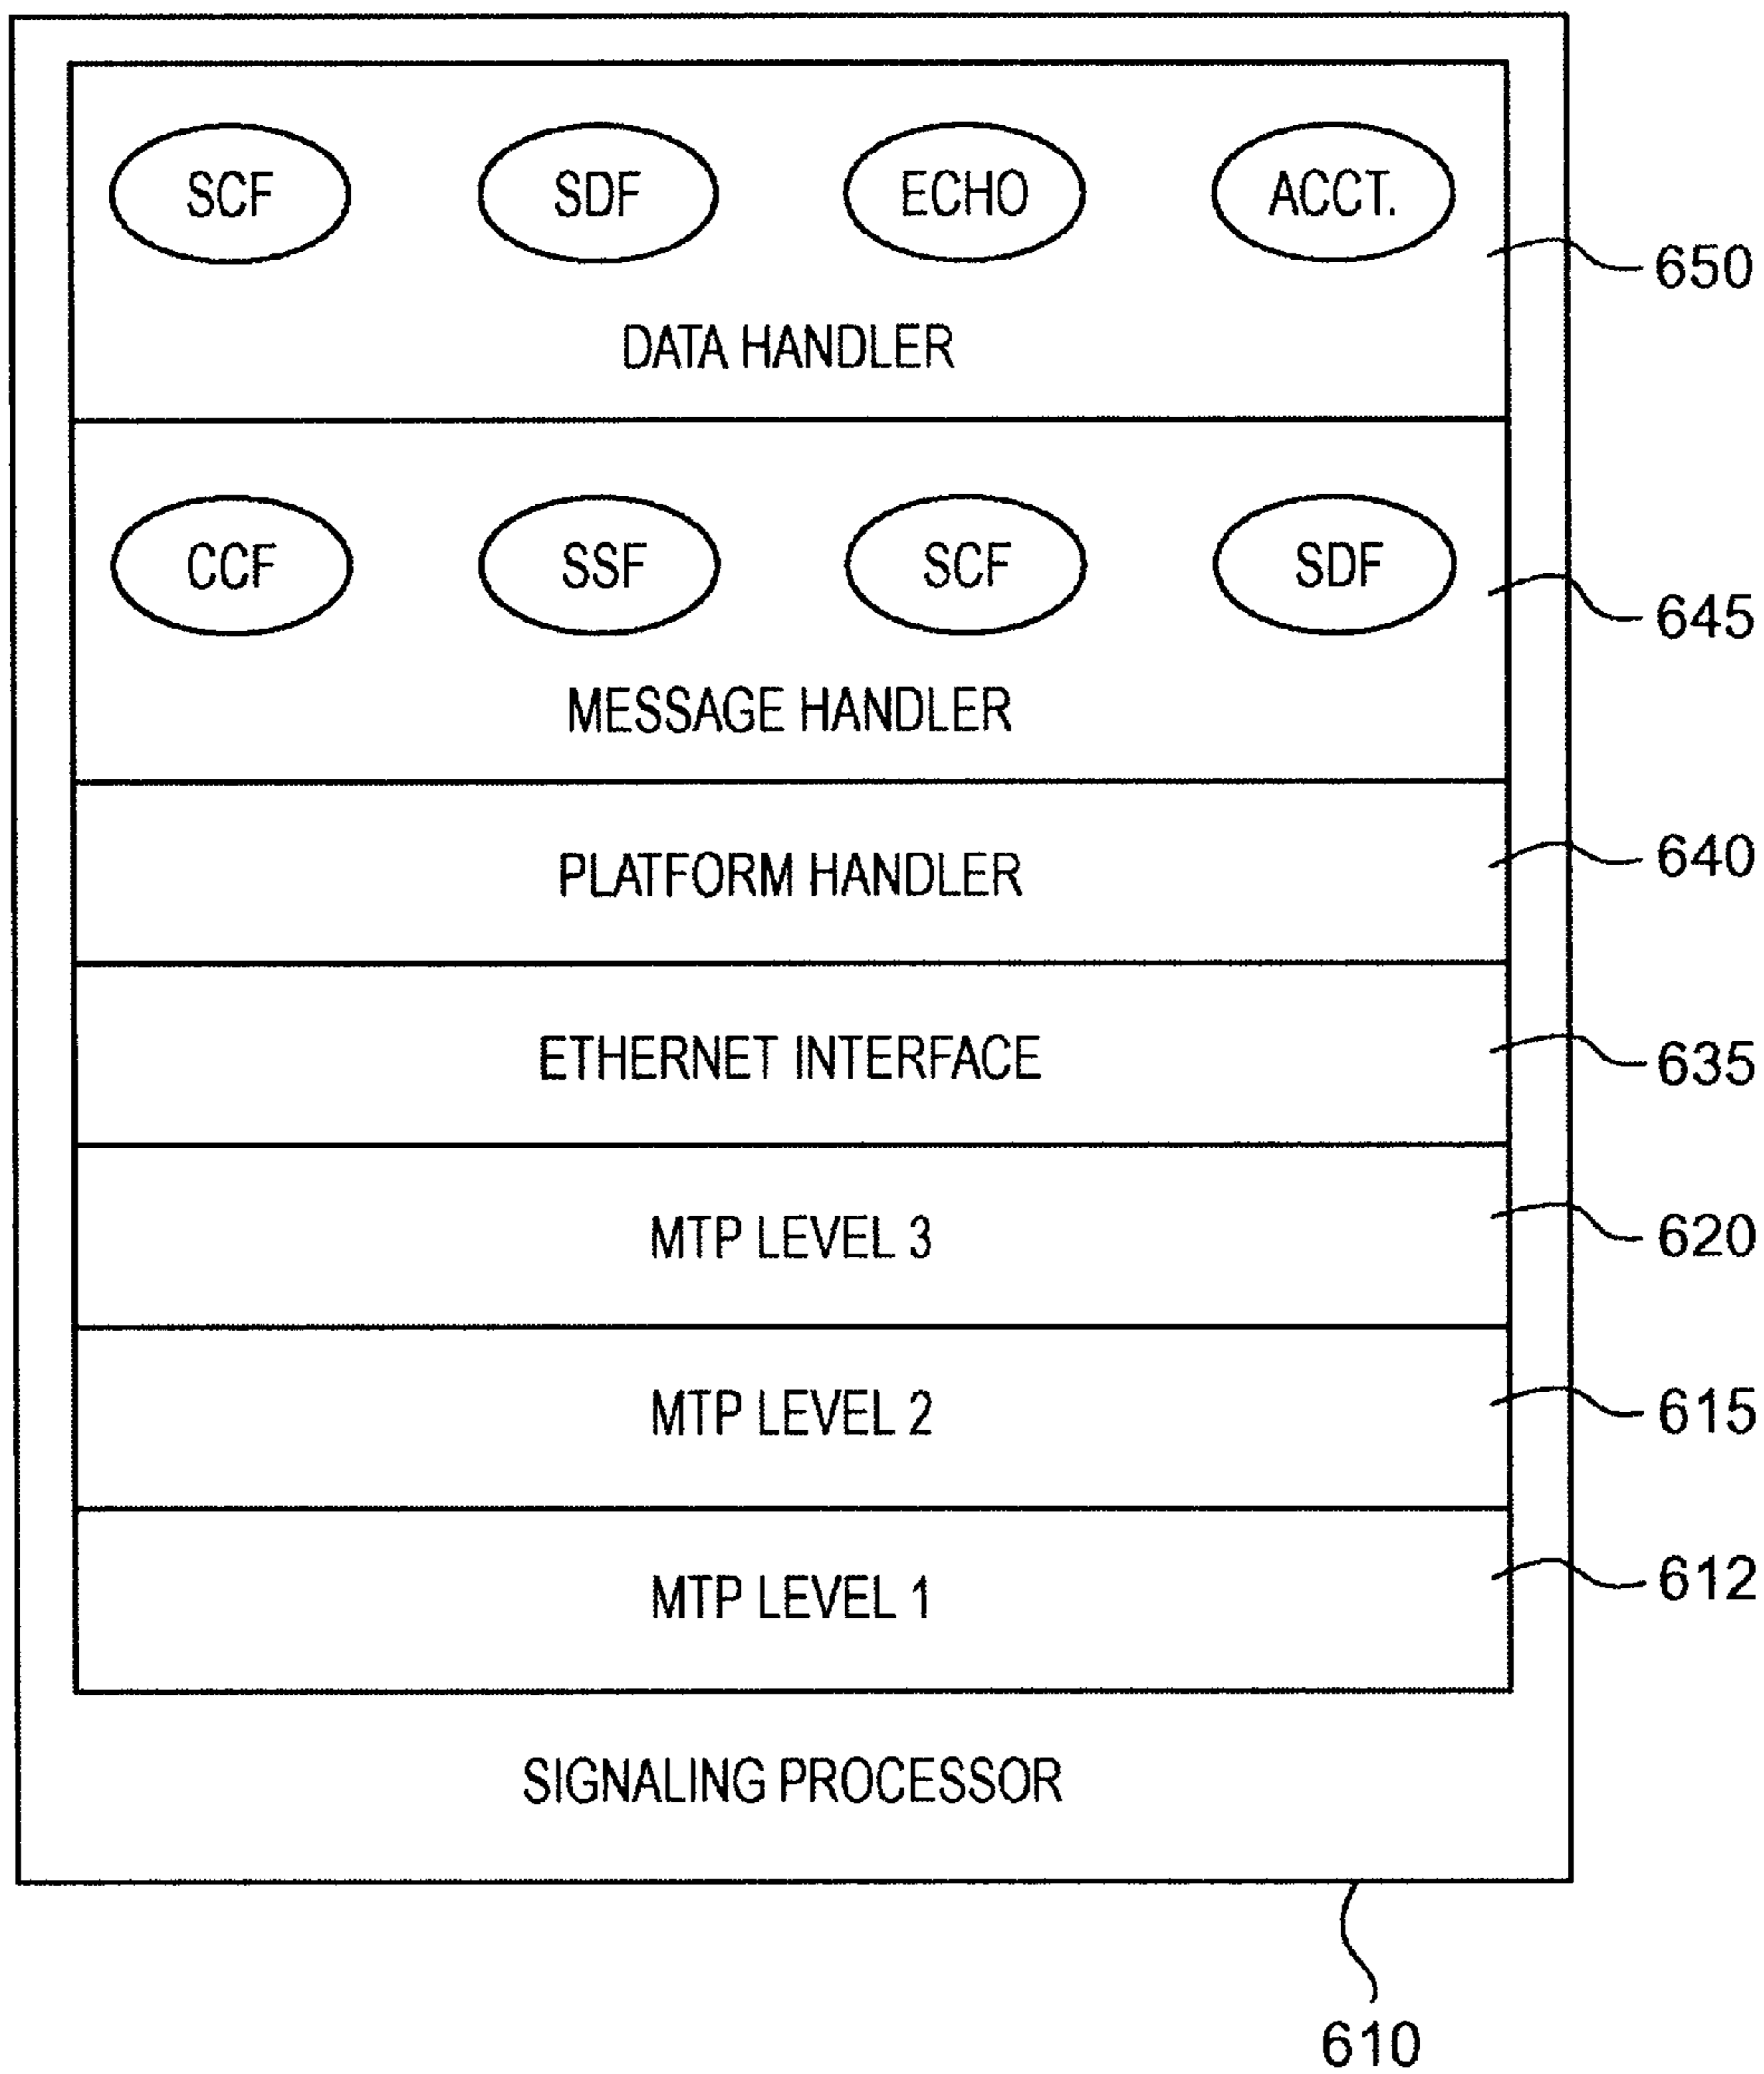 SCF SDF ECHO ACCT.
650
DATA HANDLER
CCF SSF SCF SDF
645
MESSAGE HANDLER
PLATFORM HANDLER
640
ETHERNET INTERFACE
635
MTP LEVEL 3
620
MTP LEVEL 2
615
MTP LEVEL 1
612
SIGNALING PROCESSOR
610